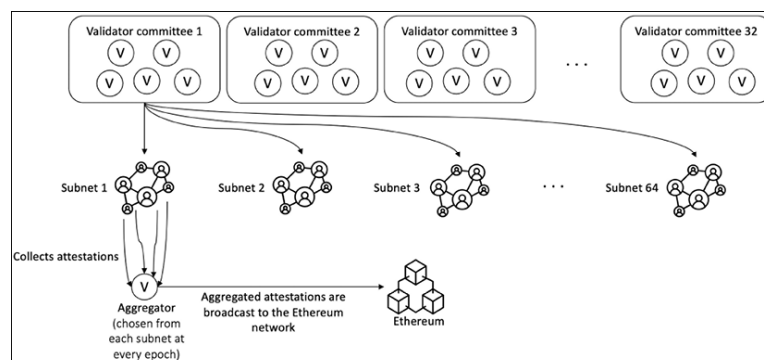 Validator committee 1
Validator committee 2
Validator committee 3
Validator committee 32
V V
V V
V V
V V
V V V
V V V
V V V
V V V
. . .
Subnet 1
Subnet 2
Subnet 3
. . .
Subnet 64
Collects attestations
V
Aggregator
(chosen from
each subnet at
every epoch)
Aggregated attestations are
broadcast to the Ethereum
network
Ethereum